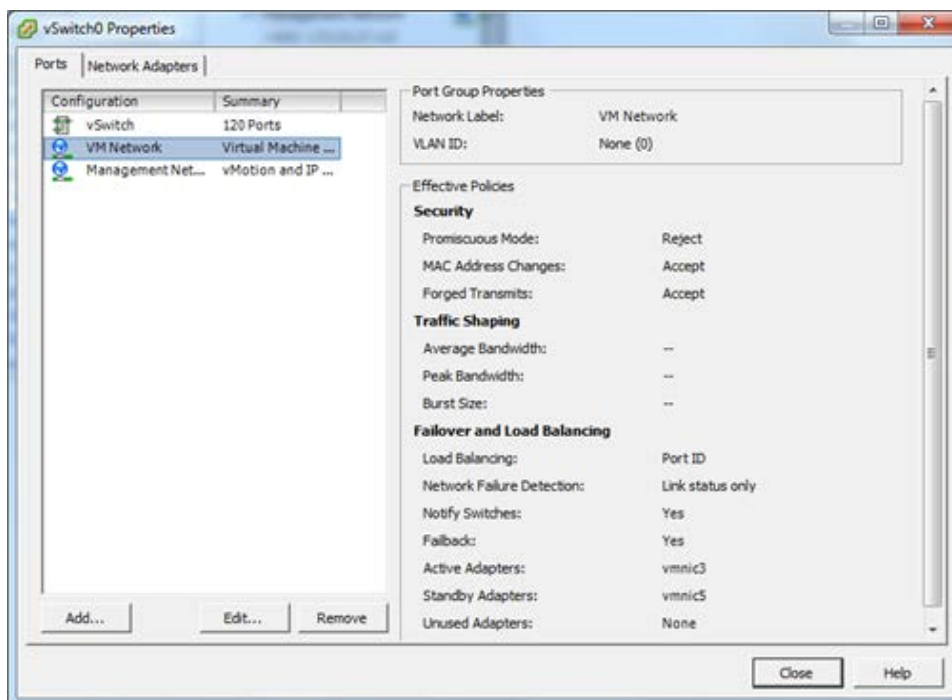 vSwitch0 Properties
Ports Network Adapters
Configuration Summary
vSwitch 120 Ports
VM Network Virtual Machine ...
Management Net... vMotion and IP ...
Add... Edit... Remove
Port Group Properties
Network Label: VM Network
VLAN ID: None (0)
Effective Policies
Security
Promiscuous Mode: Reject
MAC Address Changes: Accept
Forged Transmits: Accept
Traffic Shaping
Average Bandwidth: --
Peak Bandwidth: --
Burst Size: --
Failover and Load Balancing
Load Balancing: Port ID
Network Failure Detection: Link status only
Notify Switches: Yes
Failback: Yes
Active Adapters: vmnic3
Standby Adapters: vmnic5
Unused Adapters: None
Close Help